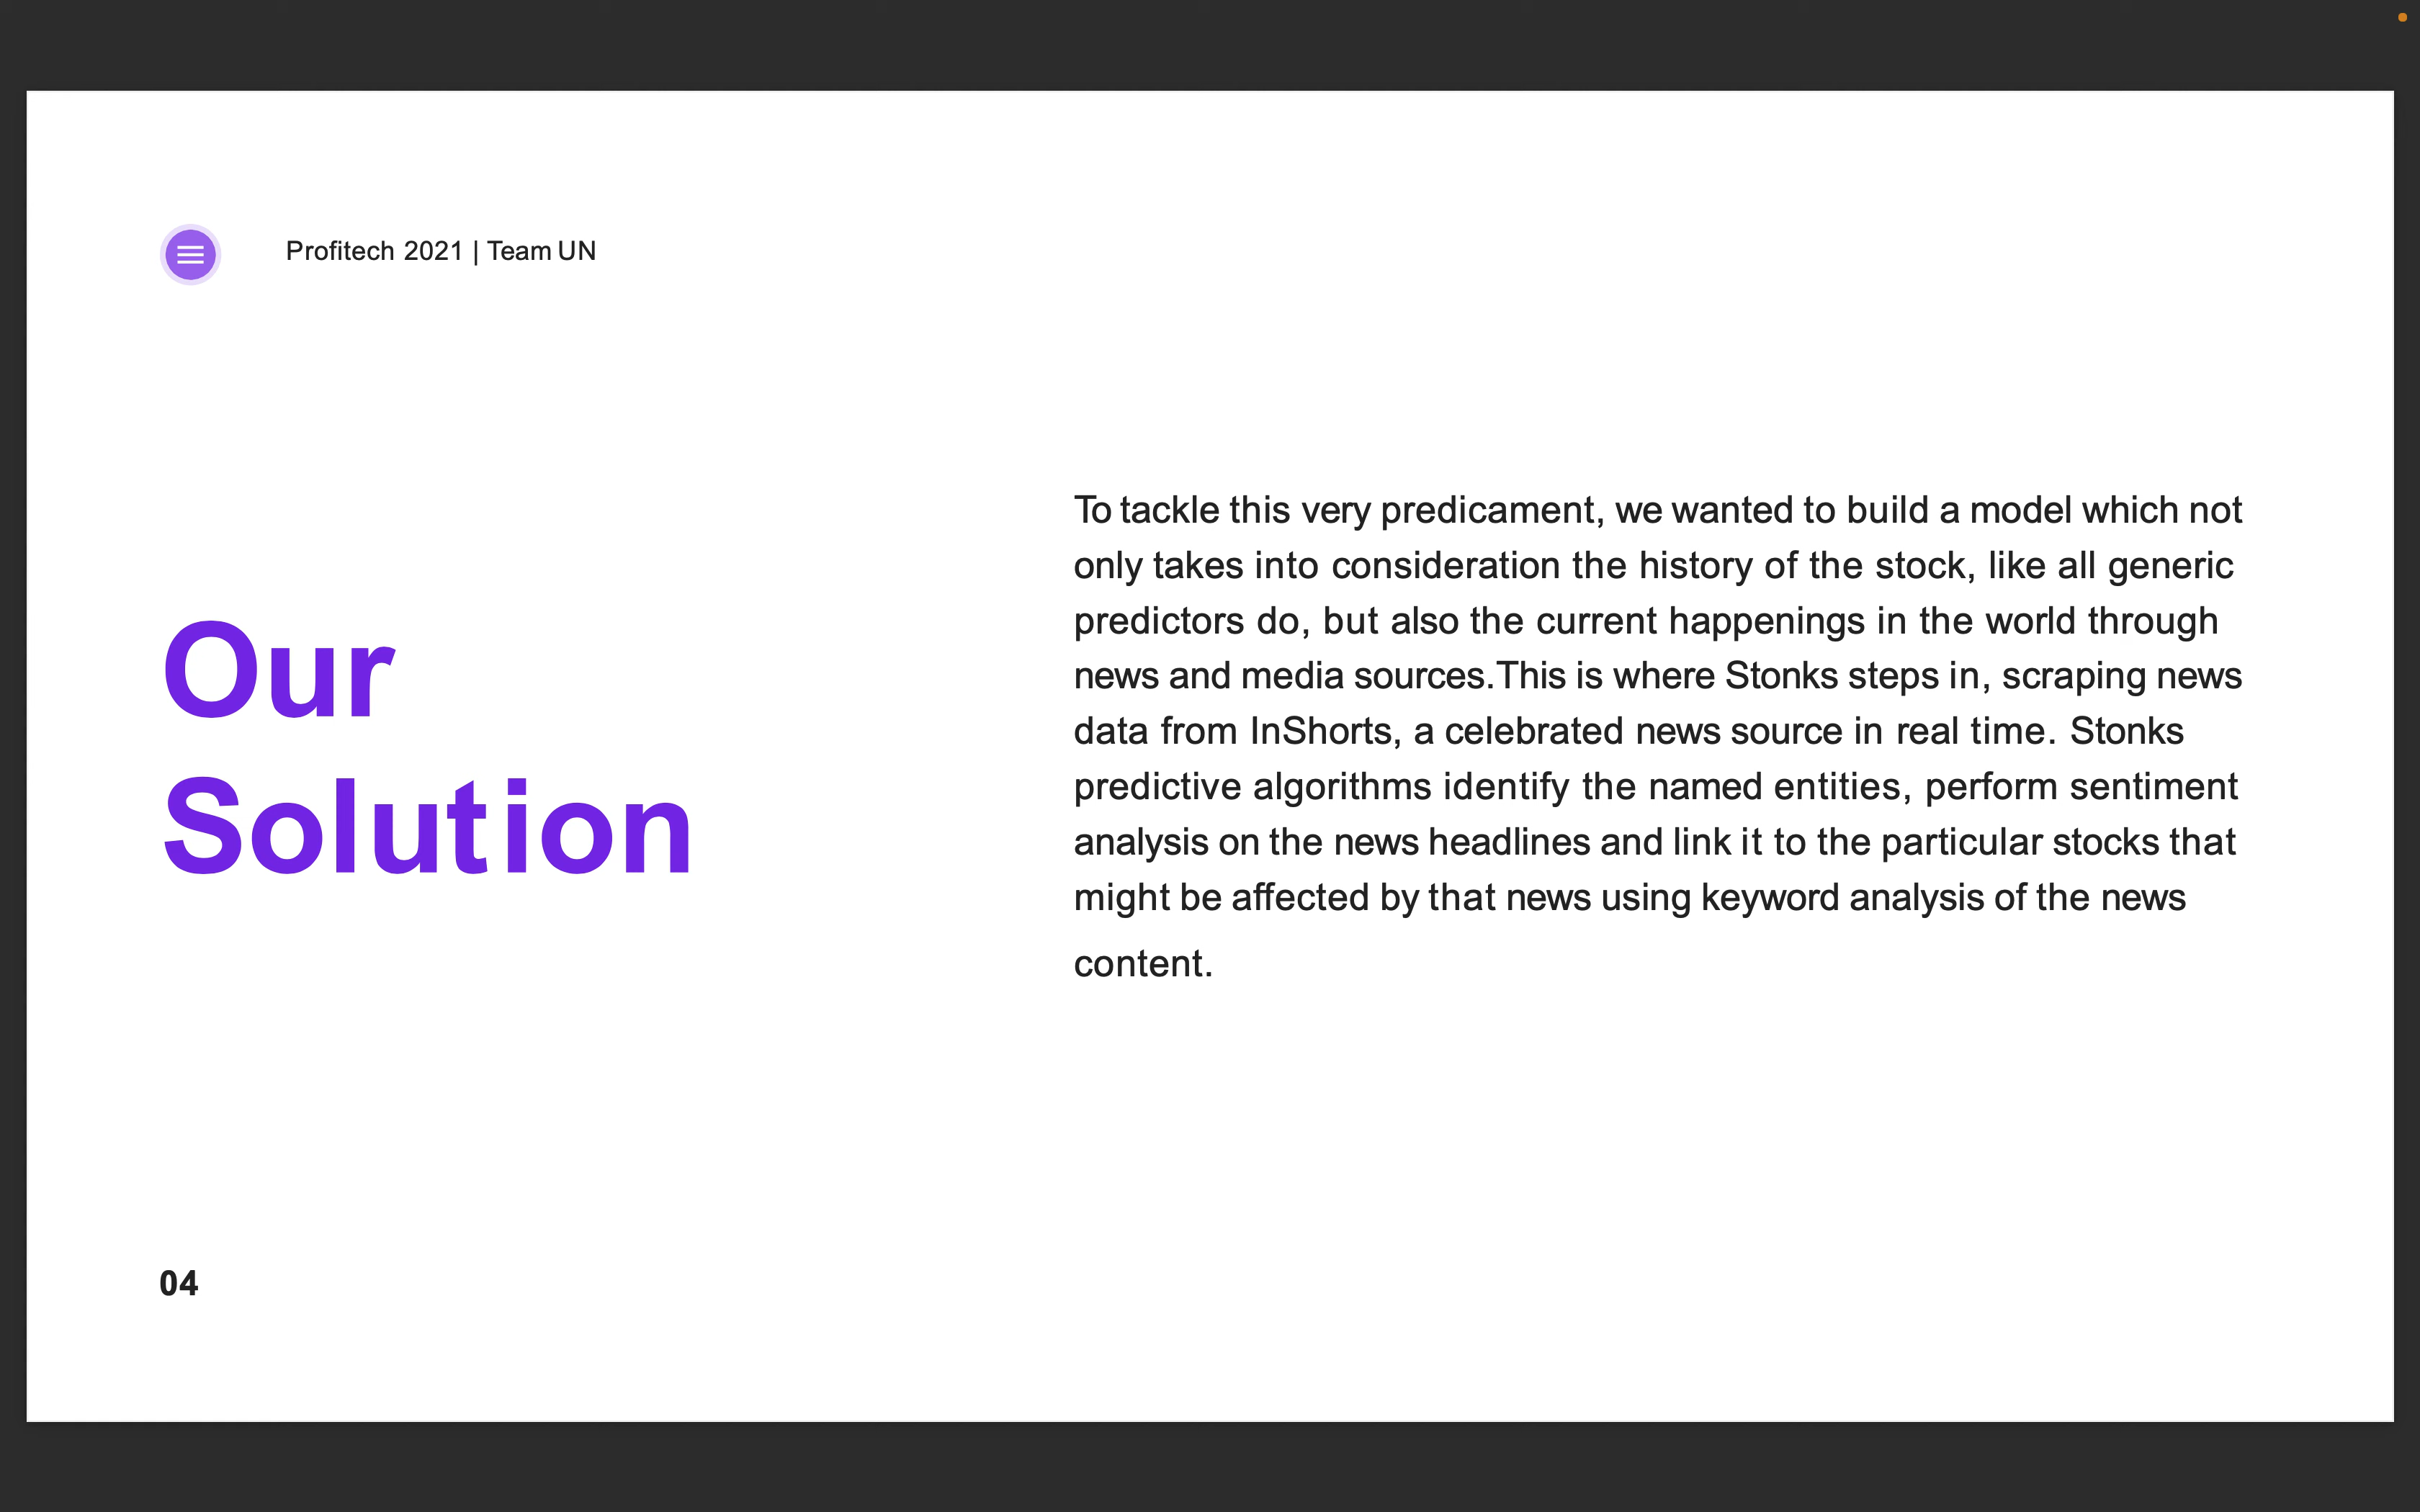 Profitech 2021 | Team UN
Our
Solution
To tackle this very predicament, we wanted to build a model which not
only takes into consideration the history of the stock, like all generic
predictors do, but also the current happenings in the world through
news and media sources.This is where Stonks steps in, scraping news
data from InShorts, a celebrated news source in real time. Stonks
predictive algorithms identify the named entities, perform sentiment
analysis on the news headlines and link it to the particular stocks that
might be affected by that news using keyword analysis of the news
content.
04